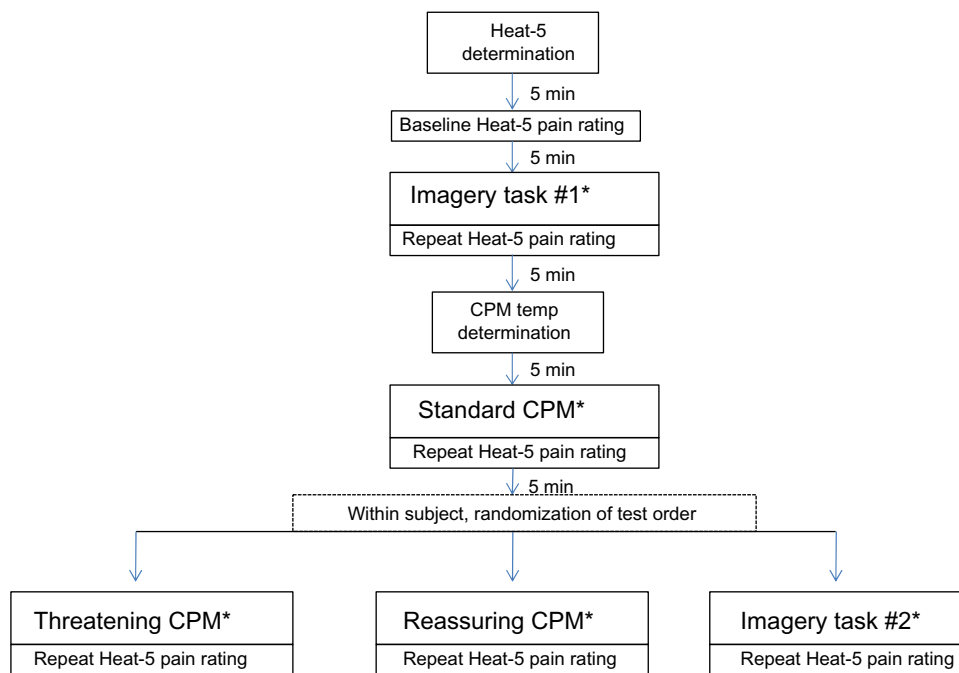 Heat-5
determination
5 min
Baseline Heat-5 pain rating
5 min
Imagery task #1*
Repeat Heat-5 pain rating
5 min
CPM temp
determination
5 min
Standard CPM*
Repeat Heat-5 pain rating
5 min
Within subject, randomization of test order
Threatening CPM*
Repeat Heat-5 pain rating
Reassuring CPM*
Repeat Heat-5 pain rating
Imagery task #2*
Repeat Heat-5 pain rating